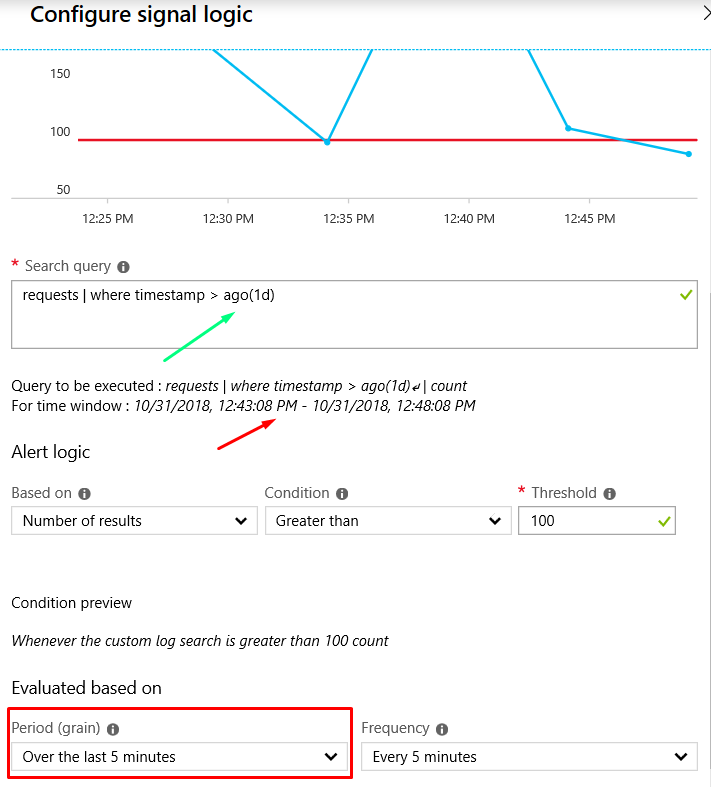 Configure signal logic
150
100
50
12:25 PM 12:30 PM 12:35 PM 12:40 PM 12:45 PM
* Search query
requests | where timestamp > ago(1d)
Query to be executed : requests | where timestamp > ago(1d)↵ | count
For time window : 10/31/2018, 12:43:08 PM - 10/31/2018, 12:48:08 PM
Alert logic
Based on Condition * Threshold
Number of results Greater than 100
Condition preview
Whenever the custom log search is greater than 100 count
Evaluated based on
Period (grain) Frequency
Over the last 5 minutes Every 5 minutes